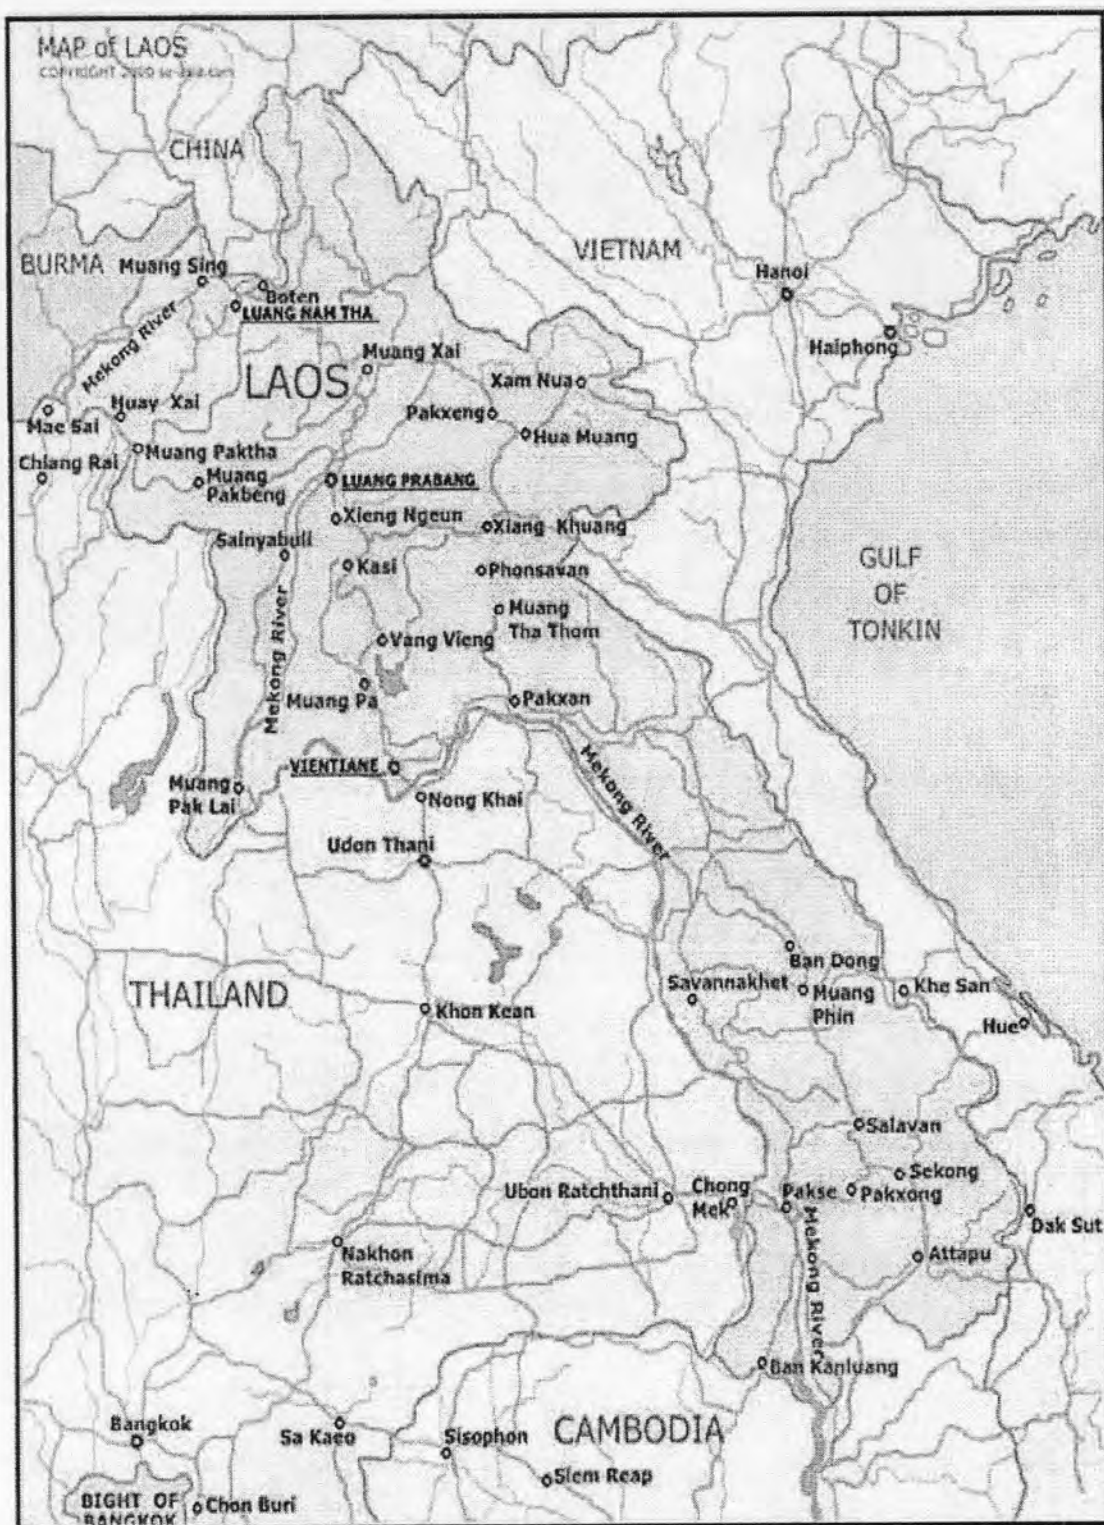 MAP of LAOS
COPYRIGHT 2000
CHINA
BURMA
Muang Sing
Boten
LUANG NAM THA
VIETNAM
Hanoi
Haiphong
Mekong River
LAOS
Muang Xai
Xam Nua
Huay Xai
Pakxeng
Mae Sai
Hua Muang
Chiang Rai
Muang Paktha
Muang
Pakbeng
LUANG PRABANG
Xieng Ngeun
Xiang Khuang
Sainyabuli
Kasi
Phonsavan
GULF
OF
TONKIN
Muang
Tha Thom
Vang Vieng
Mekong River
Muang Pa
Pakxan
VIENTIANE
Mekong River
Muang
Pak Lai
Nong Khai
Udon Thani
Ban Dong
THAILAND
Savannakhet
Muang
Phin
Khe San
Khon Kean
Hue
Salavan
Sekong
Ubon Ratchthani
Chong
Mek
Pakse
Pakxong
Dak Sut
Mekong River
Nakhon
Ratchasima
Attapu
Ban Kanluang
Bangkok
Sa Kaeo
Sisophon
CAMBODIA
Siem Reap
BIGHT OF
BANGKOK
Chon Buri